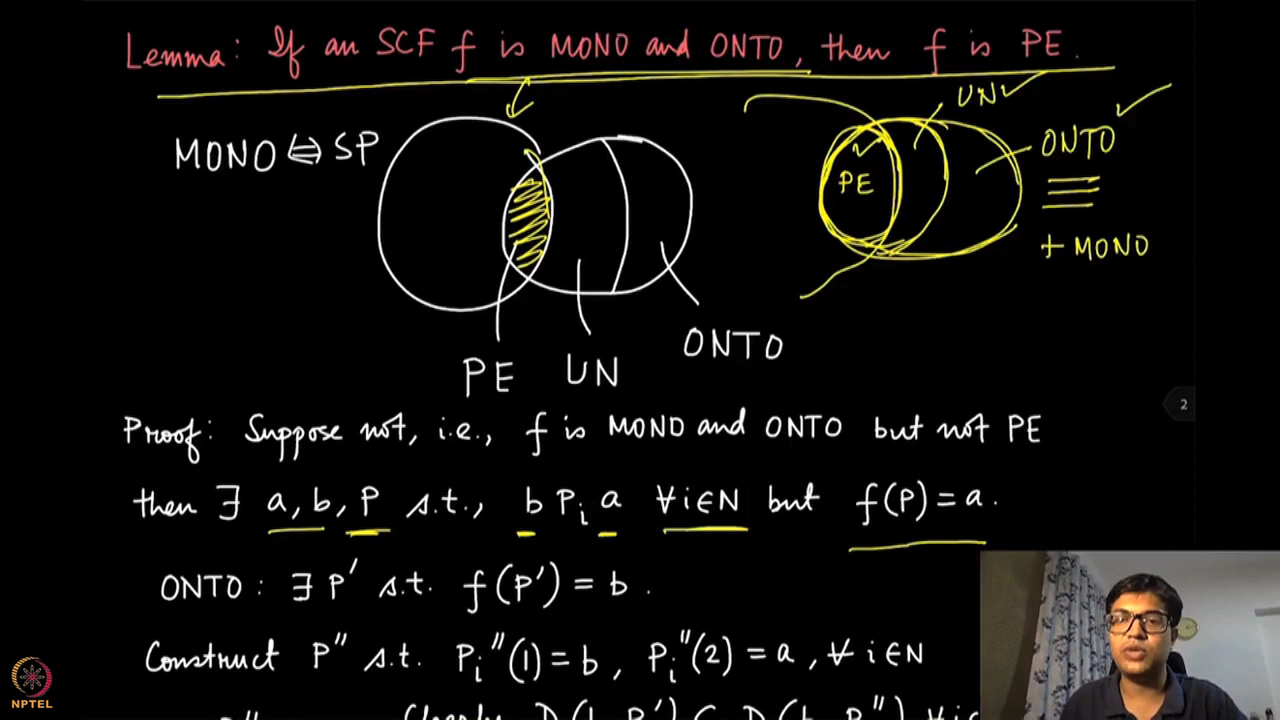 Lemma: If an SCF f is MONO and ONTO, then f is PE.
MONO ⇔ SP
PE UN ONTO
PE
UN
ONTO
≡
+ MONO
2
Proof: Suppose not, i.e., f is MONO and ONTO but not PE
then ∃ a, b, P s.t., b Pi a ∀i∈N but f(P) = a.
ONTO: ∃ P' s.t. f(P') = b.
Construct P'' s.t. Pi''(1) = b, Pi''(2) = a, ∀ i∈N
NPTEL